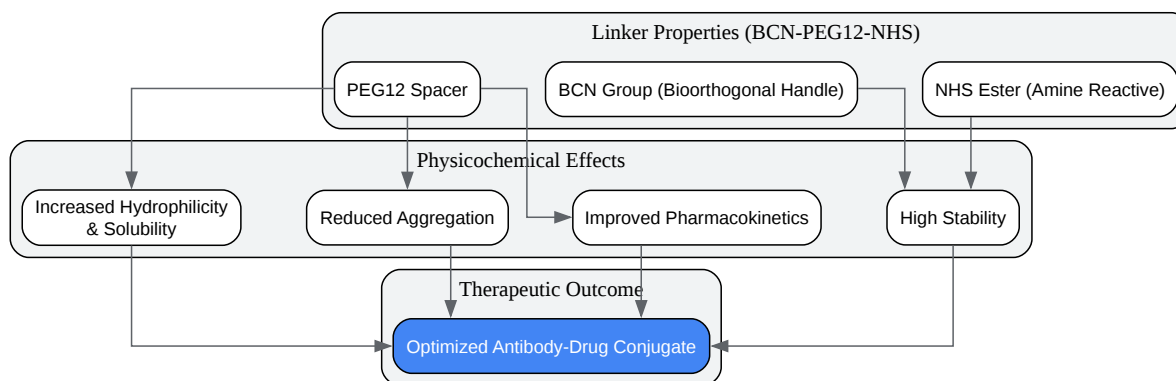 Linker Properties (BCN-PEG12-NHS)
PEG12 Spacer
BCN Group (Bioorthogonal Handle)
NHS Ester (Amine Reactive)
Physicochemical Effects
Increased Hydrophilicity
& Solubility
Reduced Aggregation
Improved Pharmacokinetics
High Stability
Therapeutic Outcome
Optimized Antibody-Drug Conjugate